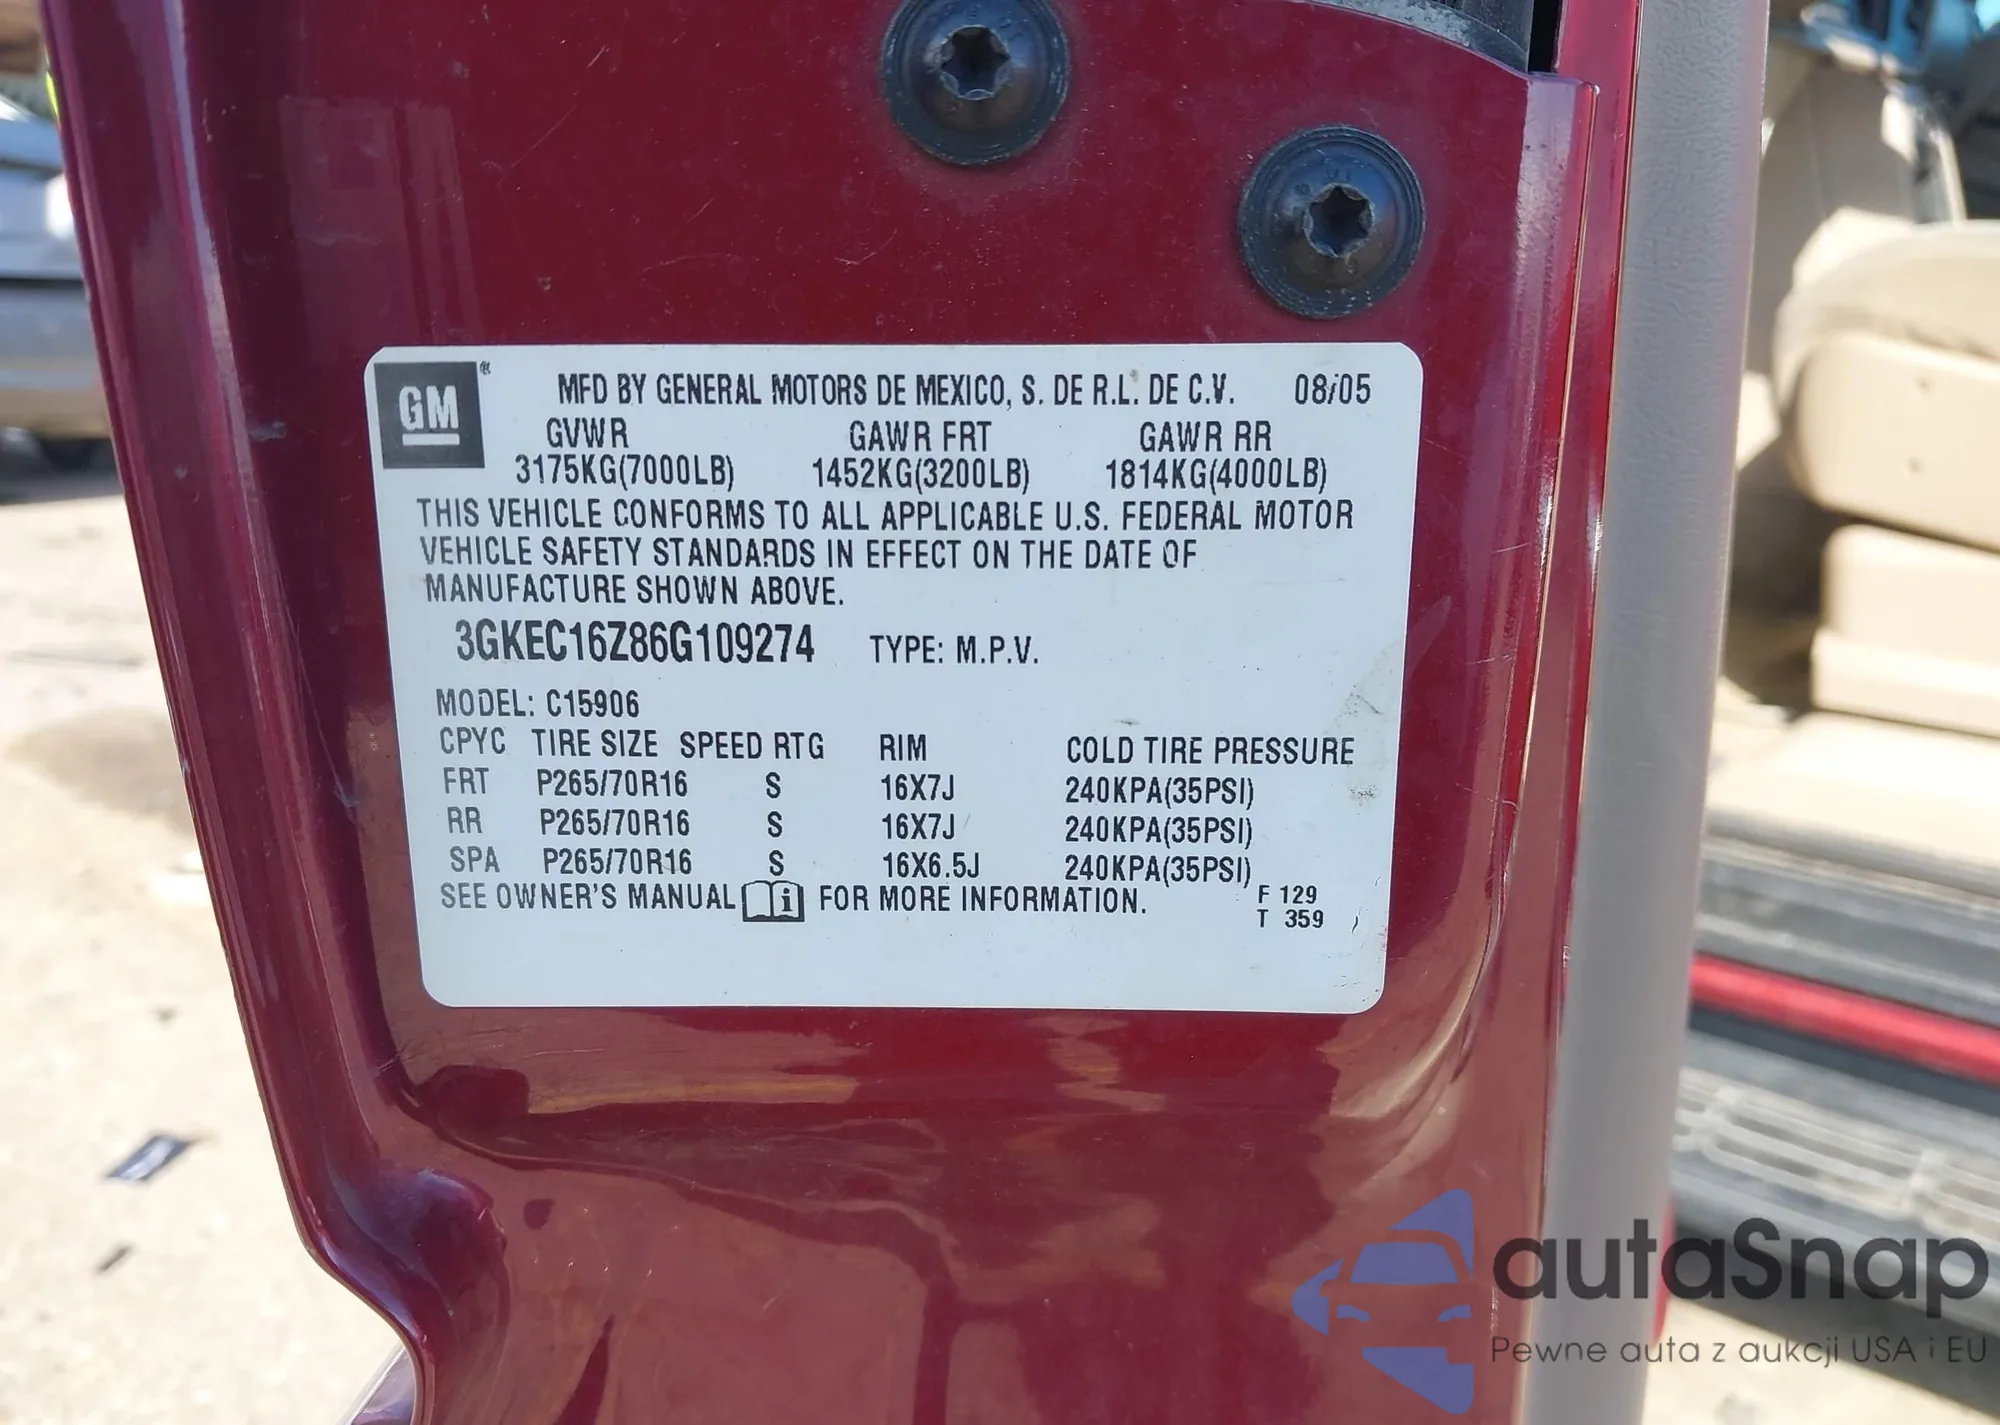 GM ® MFD BY GENERAL MOTORS DE MEXICO, S. DE R.L. DE C.V. 08/05
GVWR GAWR FRT GAWR RR
3175KG(7000LB) 1452KG(3200LB) 1814KG(4000LB)
THIS VEHICLE CONFORMS TO ALL APPLICABLE U.S. FEDERAL MOTOR
VEHICLE SAFETY STANDARDS IN EFFECT ON THE DATE OF
MANUFACTURE SHOWN ABOVE.
3GKEC16Z86G109274 TYPE: M.P.V.
MODEL: C15906
CPYC TIRE SIZE SPEED RTG RIM COLD TIRE PRESSURE
FRT P265/70R16 S 16X7J 240KPA(35PSI)
RR P265/70R16 S 16X7J 240KPA(35PSI)
SPA P265/70R16 S 16X6.5J 240KPA(35PSI)
SEE OWNER'S MANUAL i FOR MORE INFORMATION. F 129
T 359
autaSnap
Pewne auta z aukcji USA i EU